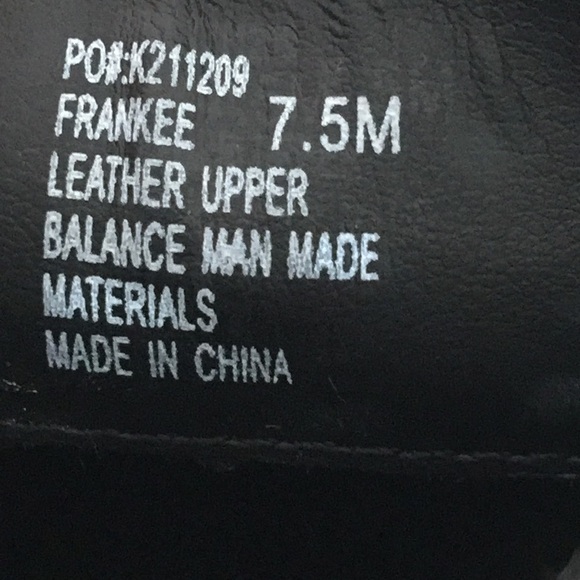 PO#:K211209
FRANKEE 7.5M
LEATHER UPPER
BALANCE MAN MADE
MATERIALS
MADE IN CHINA